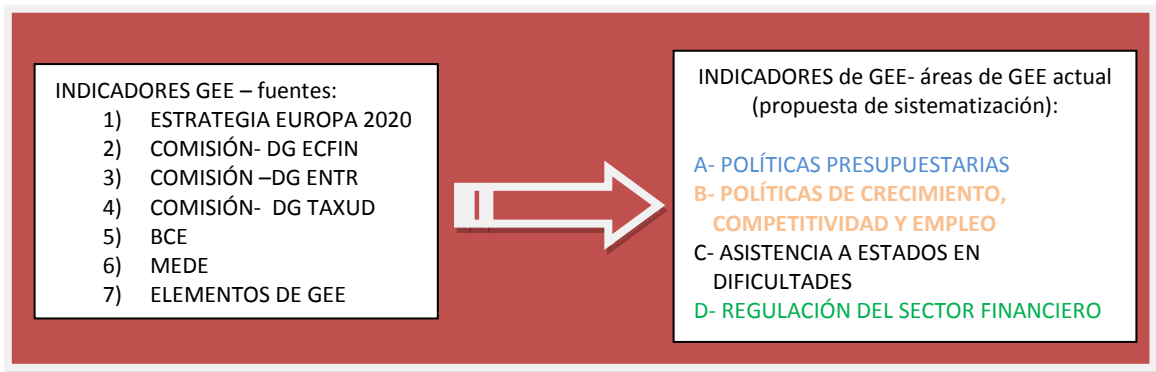 INDICADORES GEE – fuentes:
1) ESTRATEGIA EUROPA 2020
2) COMISIÓN- DG ECFIN
3) COMISIÓN –DG ENTR
4) COMISIÓN- DG TAXUD
5) BCE
6) MEDE
7) ELEMENTOS DE GEE
INDICADORES de GEE- áreas de GEE actual
(propuesta de sistematización):
A- POLÍTICAS PRESUPUESTARIAS
B- POLÍTICAS DE CRECIMIENTO,
COMPETITIVIDAD Y EMPLEO
C- ASISTENCIA A ESTADOS EN
DIFICULTADES
D- REGULACIÓN DEL SECTOR FINANCIERO